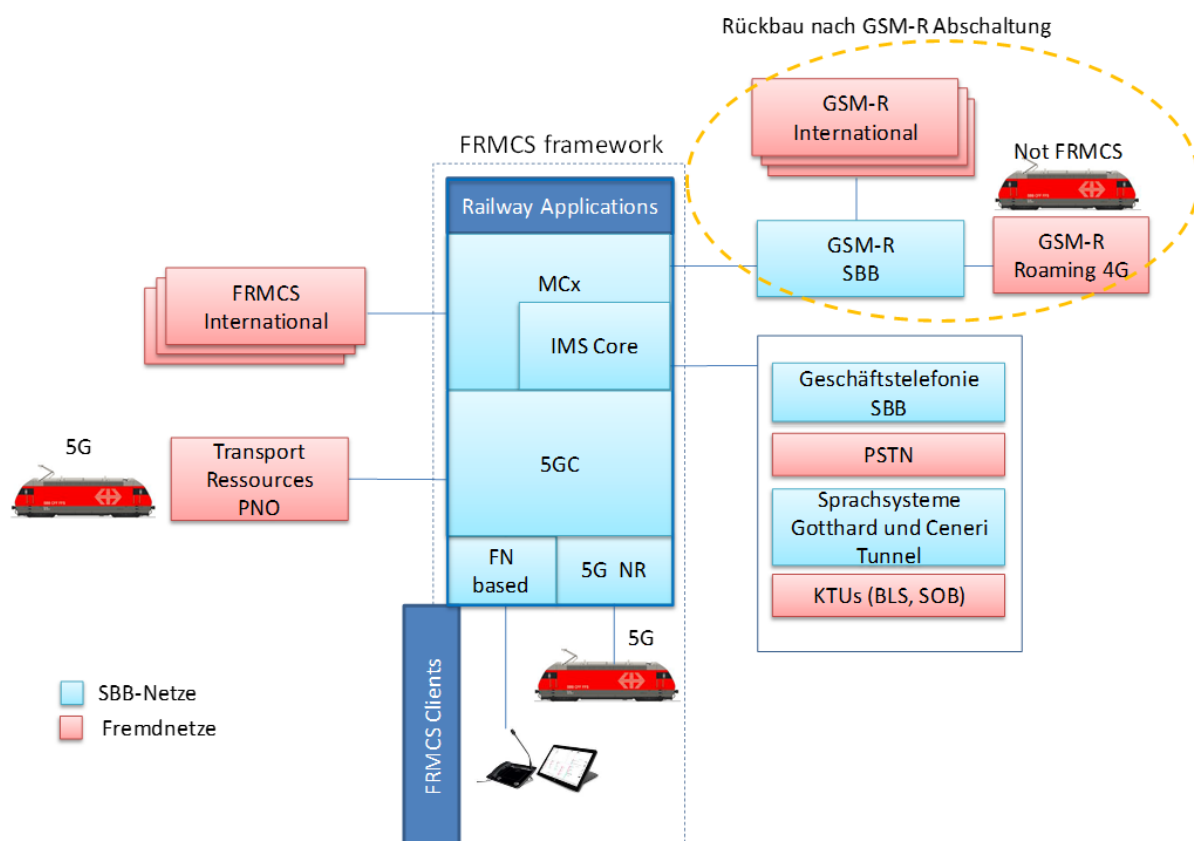 Rückbau nach GSM-R Abschaltung
GSM-R
International
Not FRMCS
GSM-R
SBB
GSM-R
Roaming 4G
FRMCS framework
Railway Applications
MCx
IMS Core
5GC
FN
based
5G NR
FRMCS
International
5G
Transport
Ressources
PNO
Geschäftstelefonie
SBB
PSTN
Sprachsysteme
Gotthard und Ceneri
Tunnel
KTUs (BLS, SOB)
5G
FRMCS Clients
SBB-Netze
Fremdnetze